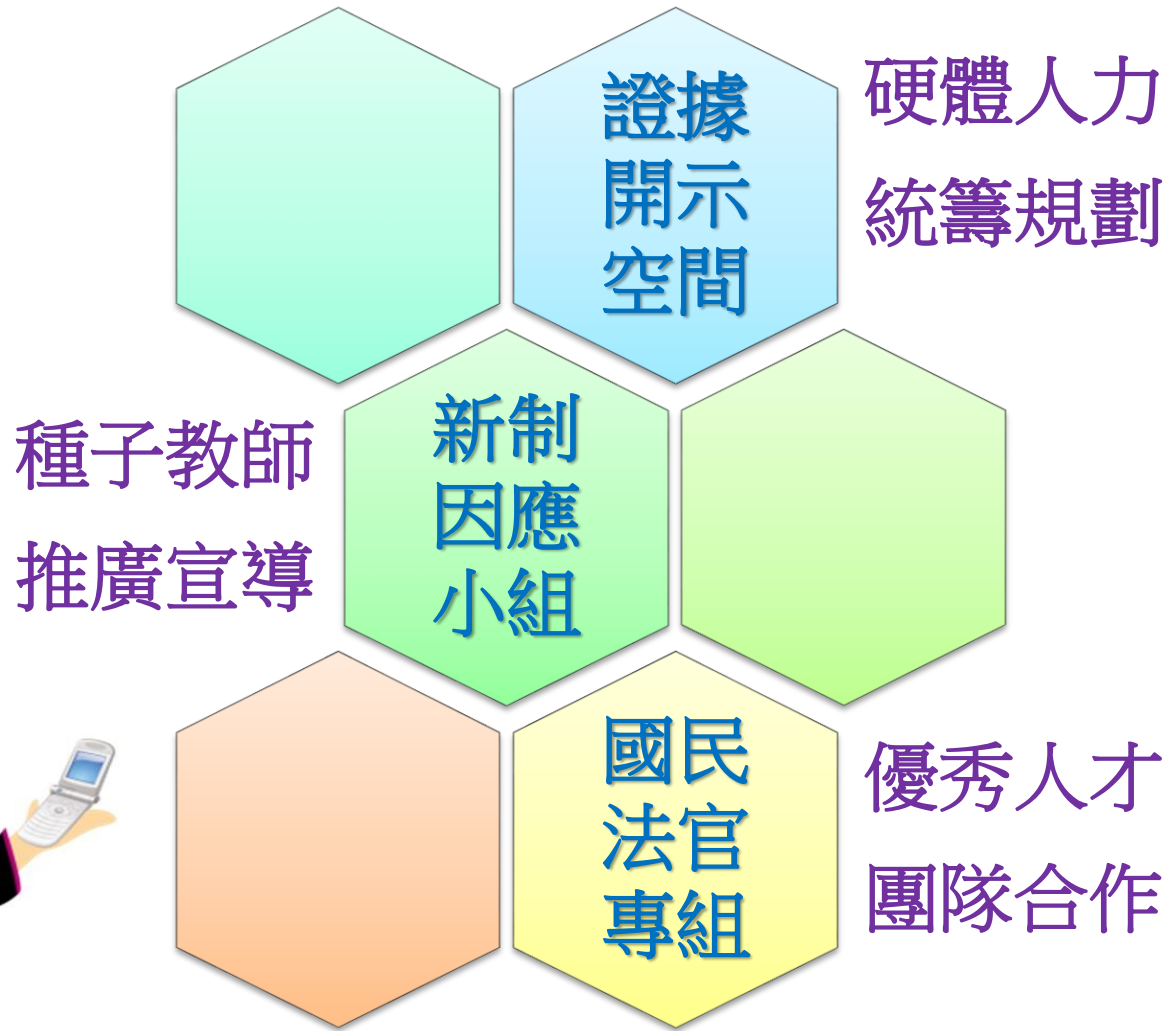 證據
開示
空間
硬體人力
統籌規劃
種子教師
推廣宣導
新制
因應
小組
國民
法官
專組
優秀人才
團隊合作